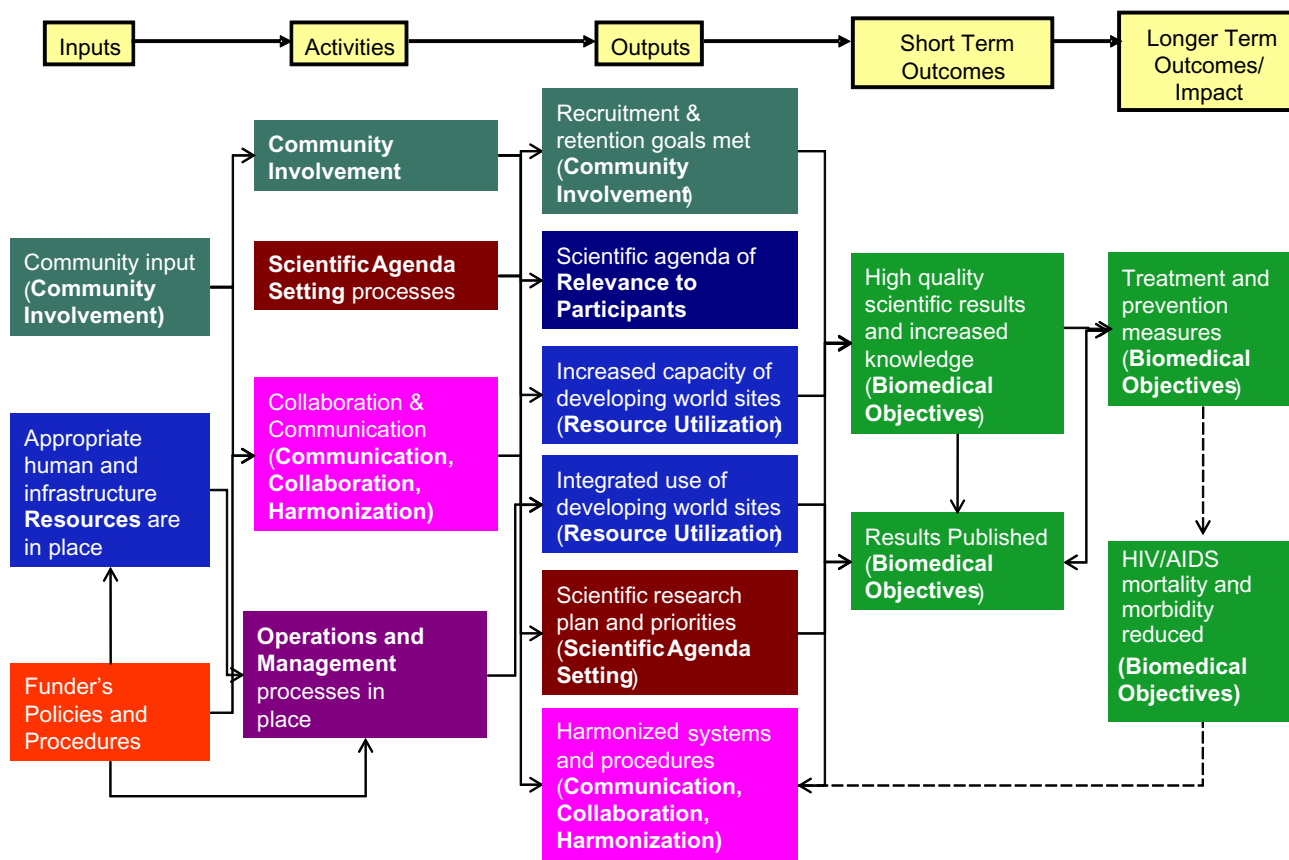 Inputs
Activities
Outputs
Short Term
Outcomes
Longer Term
Outcomes/
Impact
Community input
(Community
Involvement)
Appropriate
human and
infrastructure
Resources are
in place
Funder's
Policies and
Procedures
Community
Involvement
Scientific Agenda
Setting processes
Collaboration &
Communication
(Communication,
Collaboration,
Harmonization)
Operations and
Management
processes in
place
Recruitment &
retention goals met
(Community
Involvement)
Scientific agenda of
Relevance to
Participants
Increased capacity of
developing world sites
(Resource Utilization)
Integrated use of
developing world sites
(Resource Utilization)
Scientific research
plan and priorities
(Scientific Agenda
Setting)
Harmonized systems
and procedures
(Communication,
Collaboration,
Harmonization)
High quality
scientific results
and increased
knowledge
(Biomedical
Objectives)
Results Published
(Biomedical
Objectives)
Treatment and
prevention
measures
(Biomedical
Objectives)
HIV/AIDS
mortality and
morbidity
reduced
(Biomedical
Objectives)